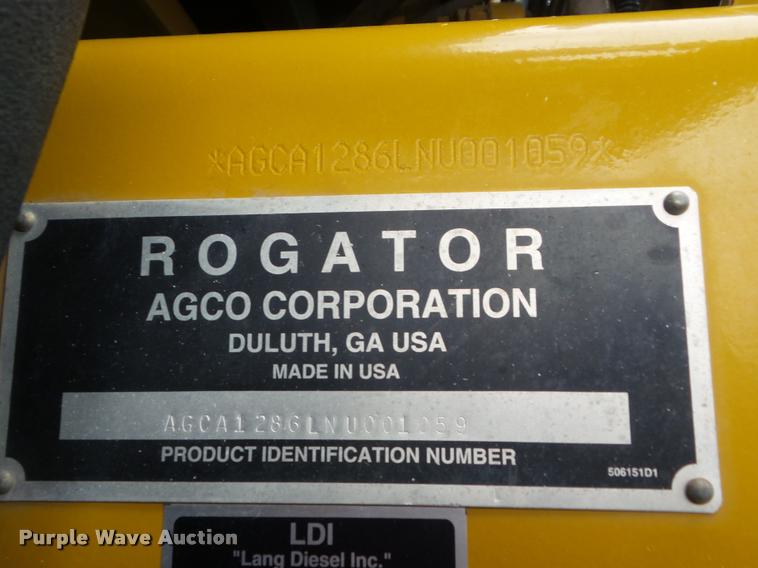 *AGCA1286LNU001059*
ROGATOR
AGCO CORPORATION
DULUTH, GA USA
MADE IN USA
AGCA1286LNU001059
PRODUCT IDENTIFICATION NUMBER
506151D1
LDI
"Lang Diesel Inc."
Purple Wave Auction